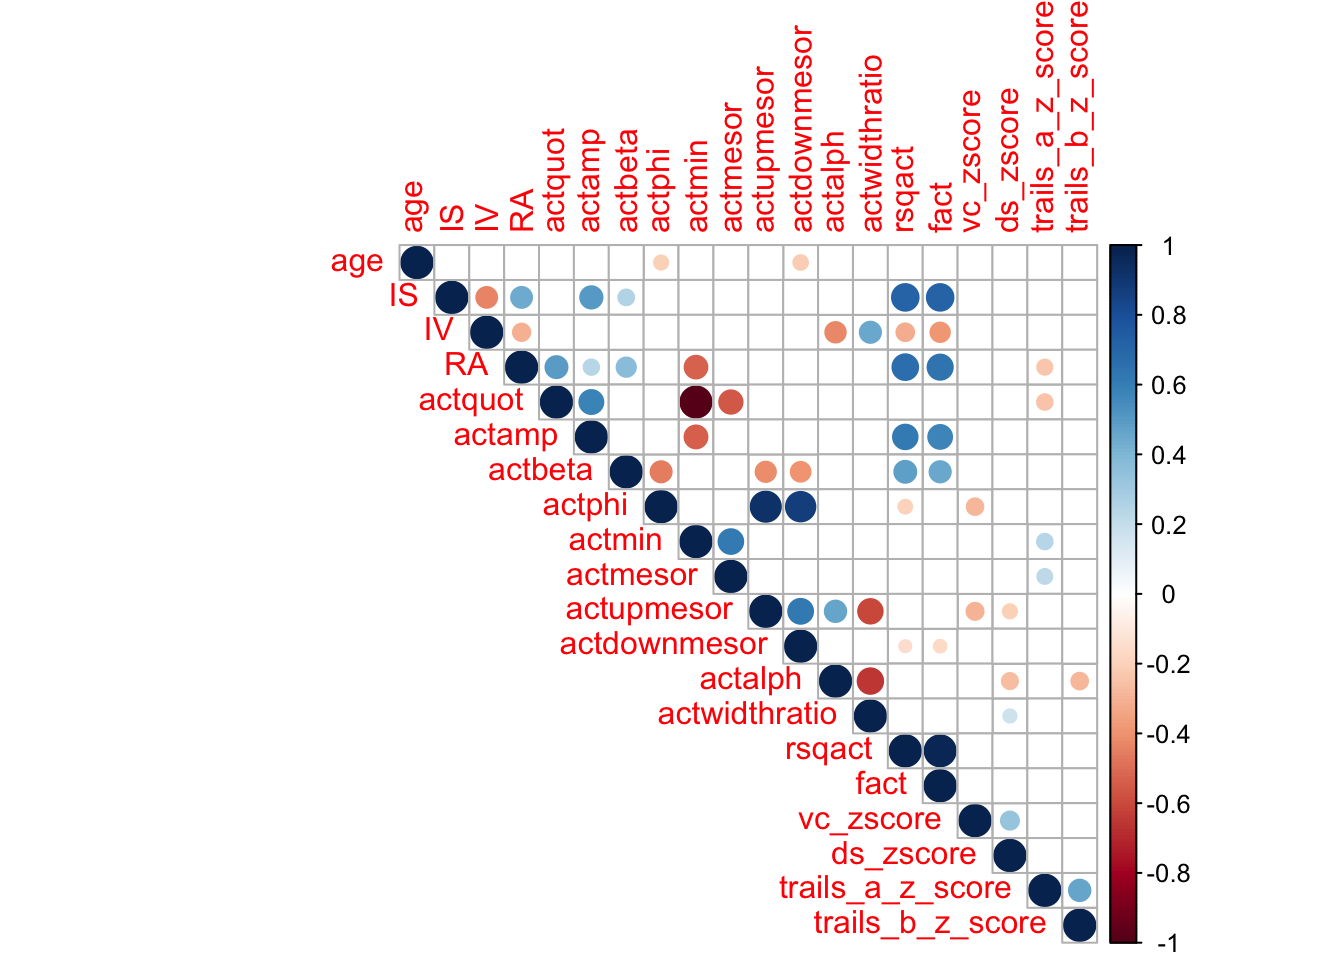 age
IS
IV
RA
actquot
actamp
actbeta
actphi
actmin
actmesor
actupmesor
actdownmesor
actalph
actwidthratio
rsqact
fact
vc_zscore
ds_zscore
trails_a_z_score
trails_b_z_score
age
IS
IV
RA
actquot
actamp
actbeta
actphi
actmin
actmesor
actupmesor
actdownmesor
actalph
actwidthratio
rsqact
fact
vc_zscore
ds_zscore
trails_a_z_score
trails_b_z_score
1
0.8
0.6
0.4
0.2
0
-0.2
-0.4
-0.6
-0.8
-1